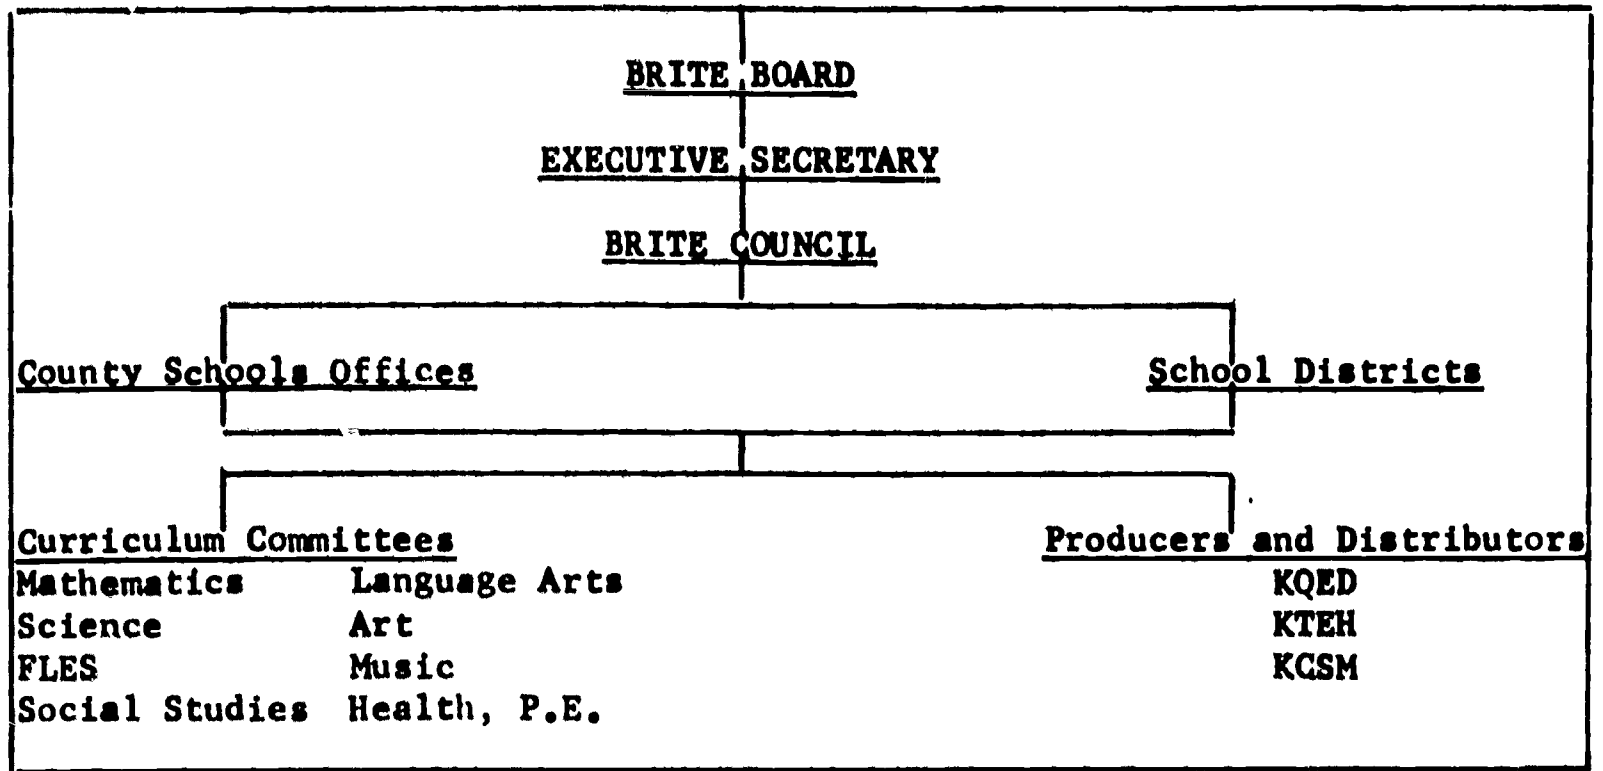 BRITE BOARD
EXECUTIVE SECRETARY
BRITE COUNCIL
County Schools Offices School Districts
Curriculum Committees Producers and Distributors
Mathematics Language Arts KQED
Science Art KTEH
FLES Music KCSM
Social Studies Health, P.E.